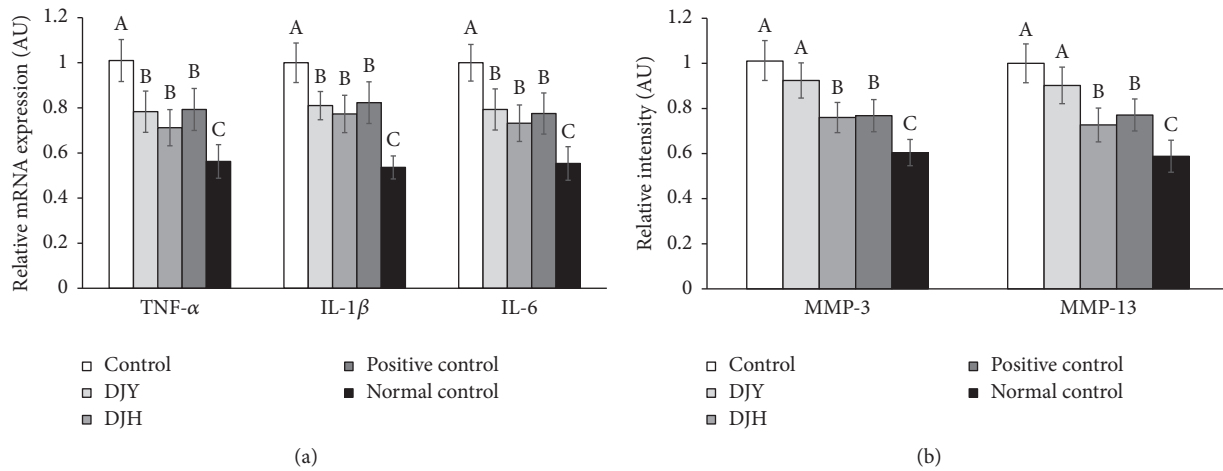 Relative mRNA expression (AU)
1.2
1
0.8
0.6
0.4
0.2
0
A
B
B
B
C
A
B
B
B
C
A
B
B
B
C
TNF-α
IL-1β
IL-6
Control
DJY
DJH
Positive control
Normal control
(a)
Relative intensity (AU)
1.2
1
0.8
0.6
0.4
0.2
0
A
A
B
B
C
A
A
B
B
C
MMP-3
MMP-13
Control
DJY
DJH
Positive control
Normal control
(b)